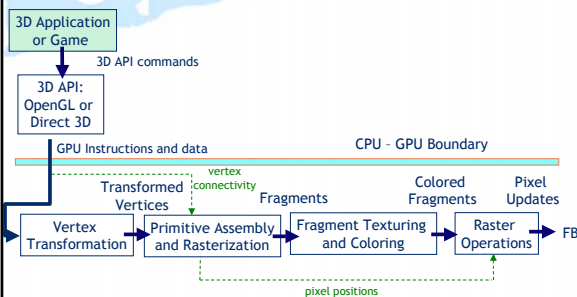 3D Application
or Game
3D API commands
3D API:
OpenGL or
Direct 3D
GPU Instructions and data
CPU – GPU Boundary
vertex
connectivity
Transformed
Vertices
Fragments
Colored
Fragments
Pixel
Updates
Vertex
Transformation
Primitive Assembly
and Rasterization
Fragment Texturing
and Coloring
Raster
Operations
FB
pixel positions